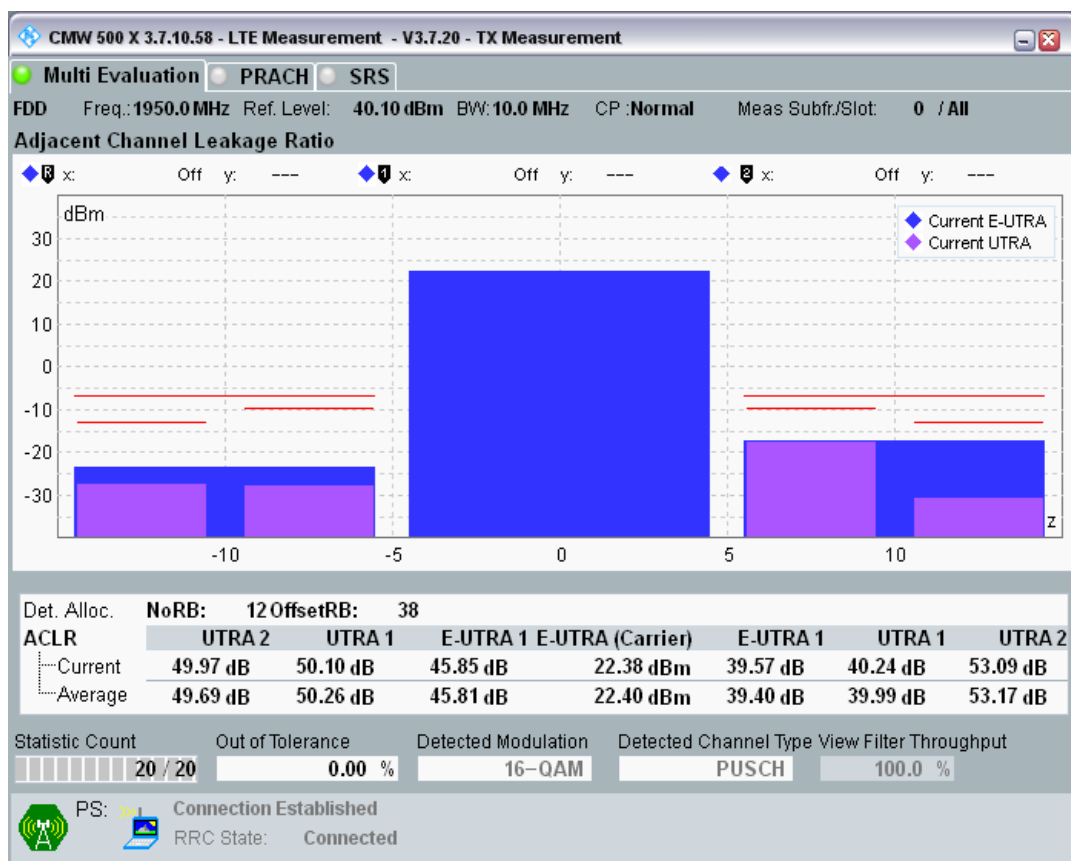 CMW 500 X 3.7.10.58 - LTE Measurement - V3.7.20 - TX Measurement
Multi Evaluation PRACH SRS
FDD Freq.: 1950.0 MHz Ref. Level: 40.10 dBm BW: 10.0 MHz CP : Normal Meas Subfr./Slot: 0 / All
Adjacent Channel Leakage Ratio
R x: Off y: --- 1 x: Off y: --- 2 x: Off y: ---
dBm
Current E-UTRA
Current UTRA
30
20
10
0
-10
-20
-30
z
-10 -5 0 5 10
Det. Alloc. NoRB: 12 OffsetRB: 38
ACLR UTRA 2 UTRA 1 E-UTRA 1 E-UTRA (Carrier) E-UTRA 1 UTRA 1 UTRA 2
Current 49.97 dB 50.10 dB 45.85 dB 22.38 dBm 39.57 dB 40.24 dB 53.09 dB
Average 49.69 dB 50.26 dB 45.81 dB 22.40 dBm 39.40 dB 39.99 dB 53.17 dB
Statistic Count Out of Tolerance Detected Modulation Detected Channel Type View Filter Throughput
20 / 20 0.00 % 16-QAM PUSCH 100.0 %
PS: Connection Established
RRC State: Connected